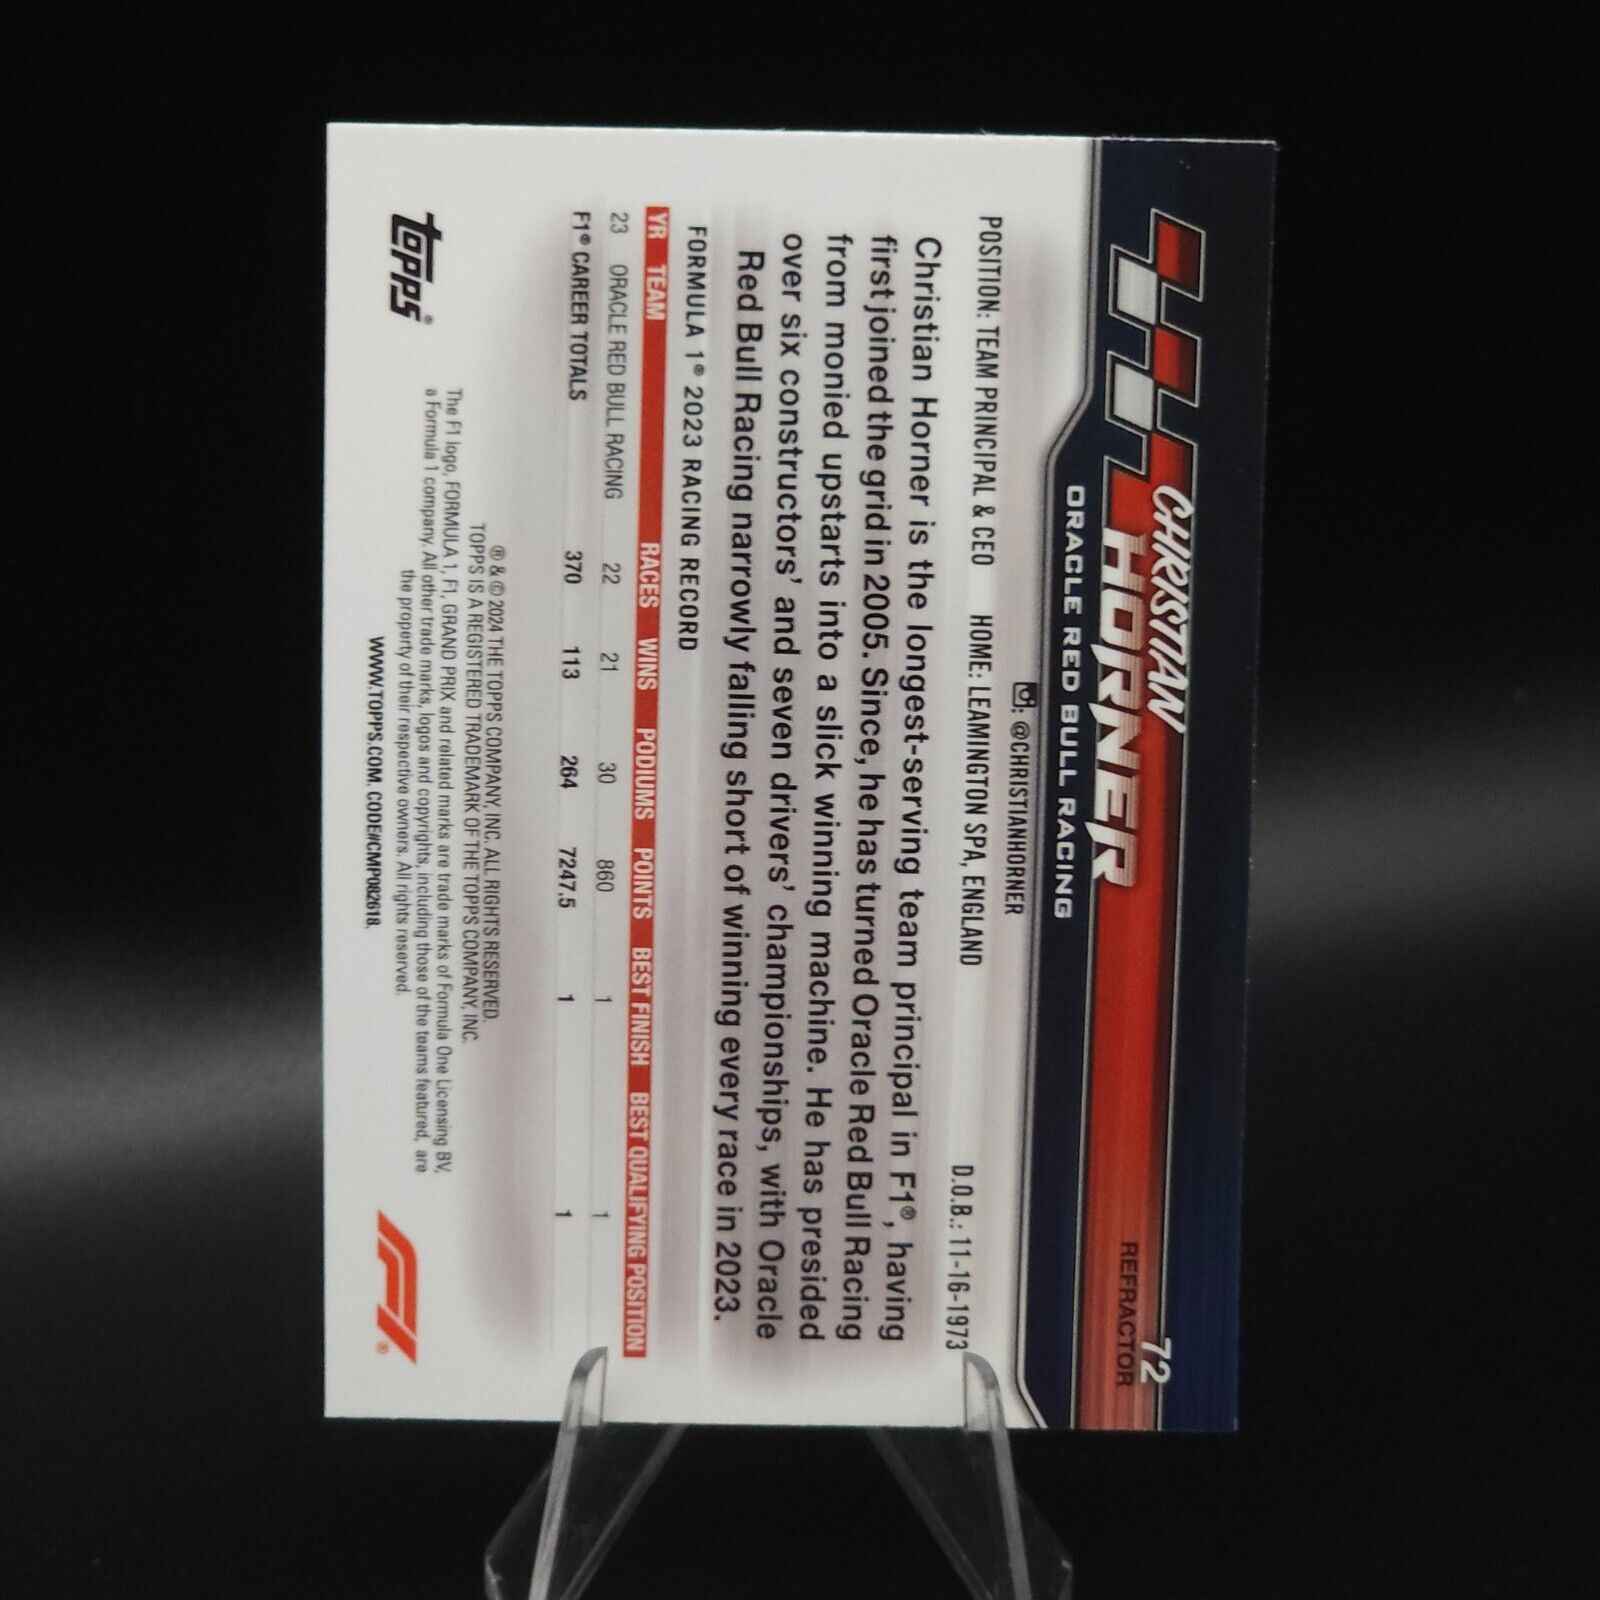 72
REFRACTOR
CHRISTIAN
HORNER
ORACLE RED BULL RACING
: @CHRISTIANHORNER
POSITION: TEAM PRINCIPAL & CEO HOME: LEAMINGTON SPA, ENGLAND D.O.B.: 11-16-1973
Christian Horner is the longest-serving team principal in F1®, having
first joined the grid in 2005. Since, he has turned Oracle Red Bull Racing
from monied upstarts into a slick winning machine. He has presided
over six constructors' and seven drivers' championships, with Oracle
Red Bull Racing narrowly falling short of winning every race in 2023.
FORMULA 1® 2023 RACING RECORD
YR TEAM RACES WINS PODIUMS POINTS BEST FINISH BEST QUALIFYING POSITION
23 ORACLE RED BULL RACING 22 21 30 860 1 1
F1® CAREER TOTALS 370 113 264 7247.5 1 1
® & © 2024 THE TOPPS COMPANY, INC. ALL RIGHTS RESERVED.
TOPPS IS A REGISTERED TRADEMARK OF THE TOPPS COMPANY, INC.
The F1 logo, FORMULA 1, F1, GRAND PRIX and related marks are trade marks of Formula One Licensing BV,
a Formula 1 company. All other trade marks, logos and copyrights, including those of the teams featured, are
the property of their respective owners. All rights reserved.
WWW.TOPPS.COM. CODE#CMP082618.
topps®
F1®